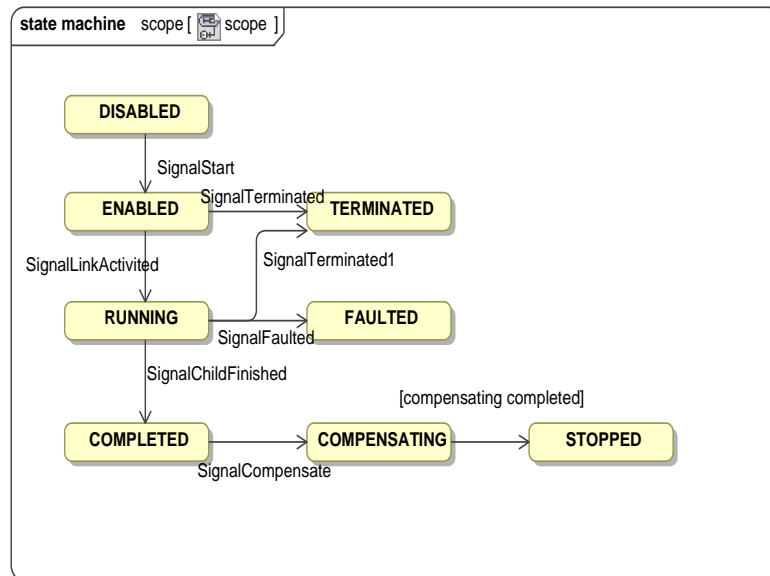 state machine scope [ scope ]
DISABLED
SignalStart
SignalTerminated
ENABLED
TERMINATED
SignalLinkActivited
SignalTerminated1
RUNNING
FAULTED
SignalFaulted
SignalChildFinished
[compensating completed]
COMPLETED
COMPENSATING
STOPPED
SignalCompensate